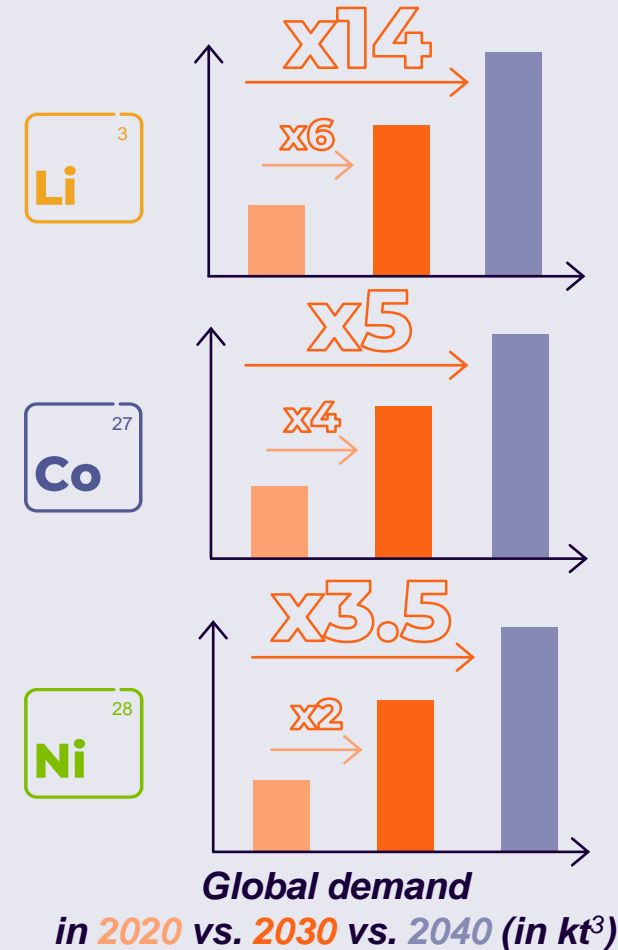 x14
x6
3
Li
x5
x4
27
Co
x3.5
x2
28
Ni
Global demand
in 2020 vs. 2030 vs. 2040 (in kt³)